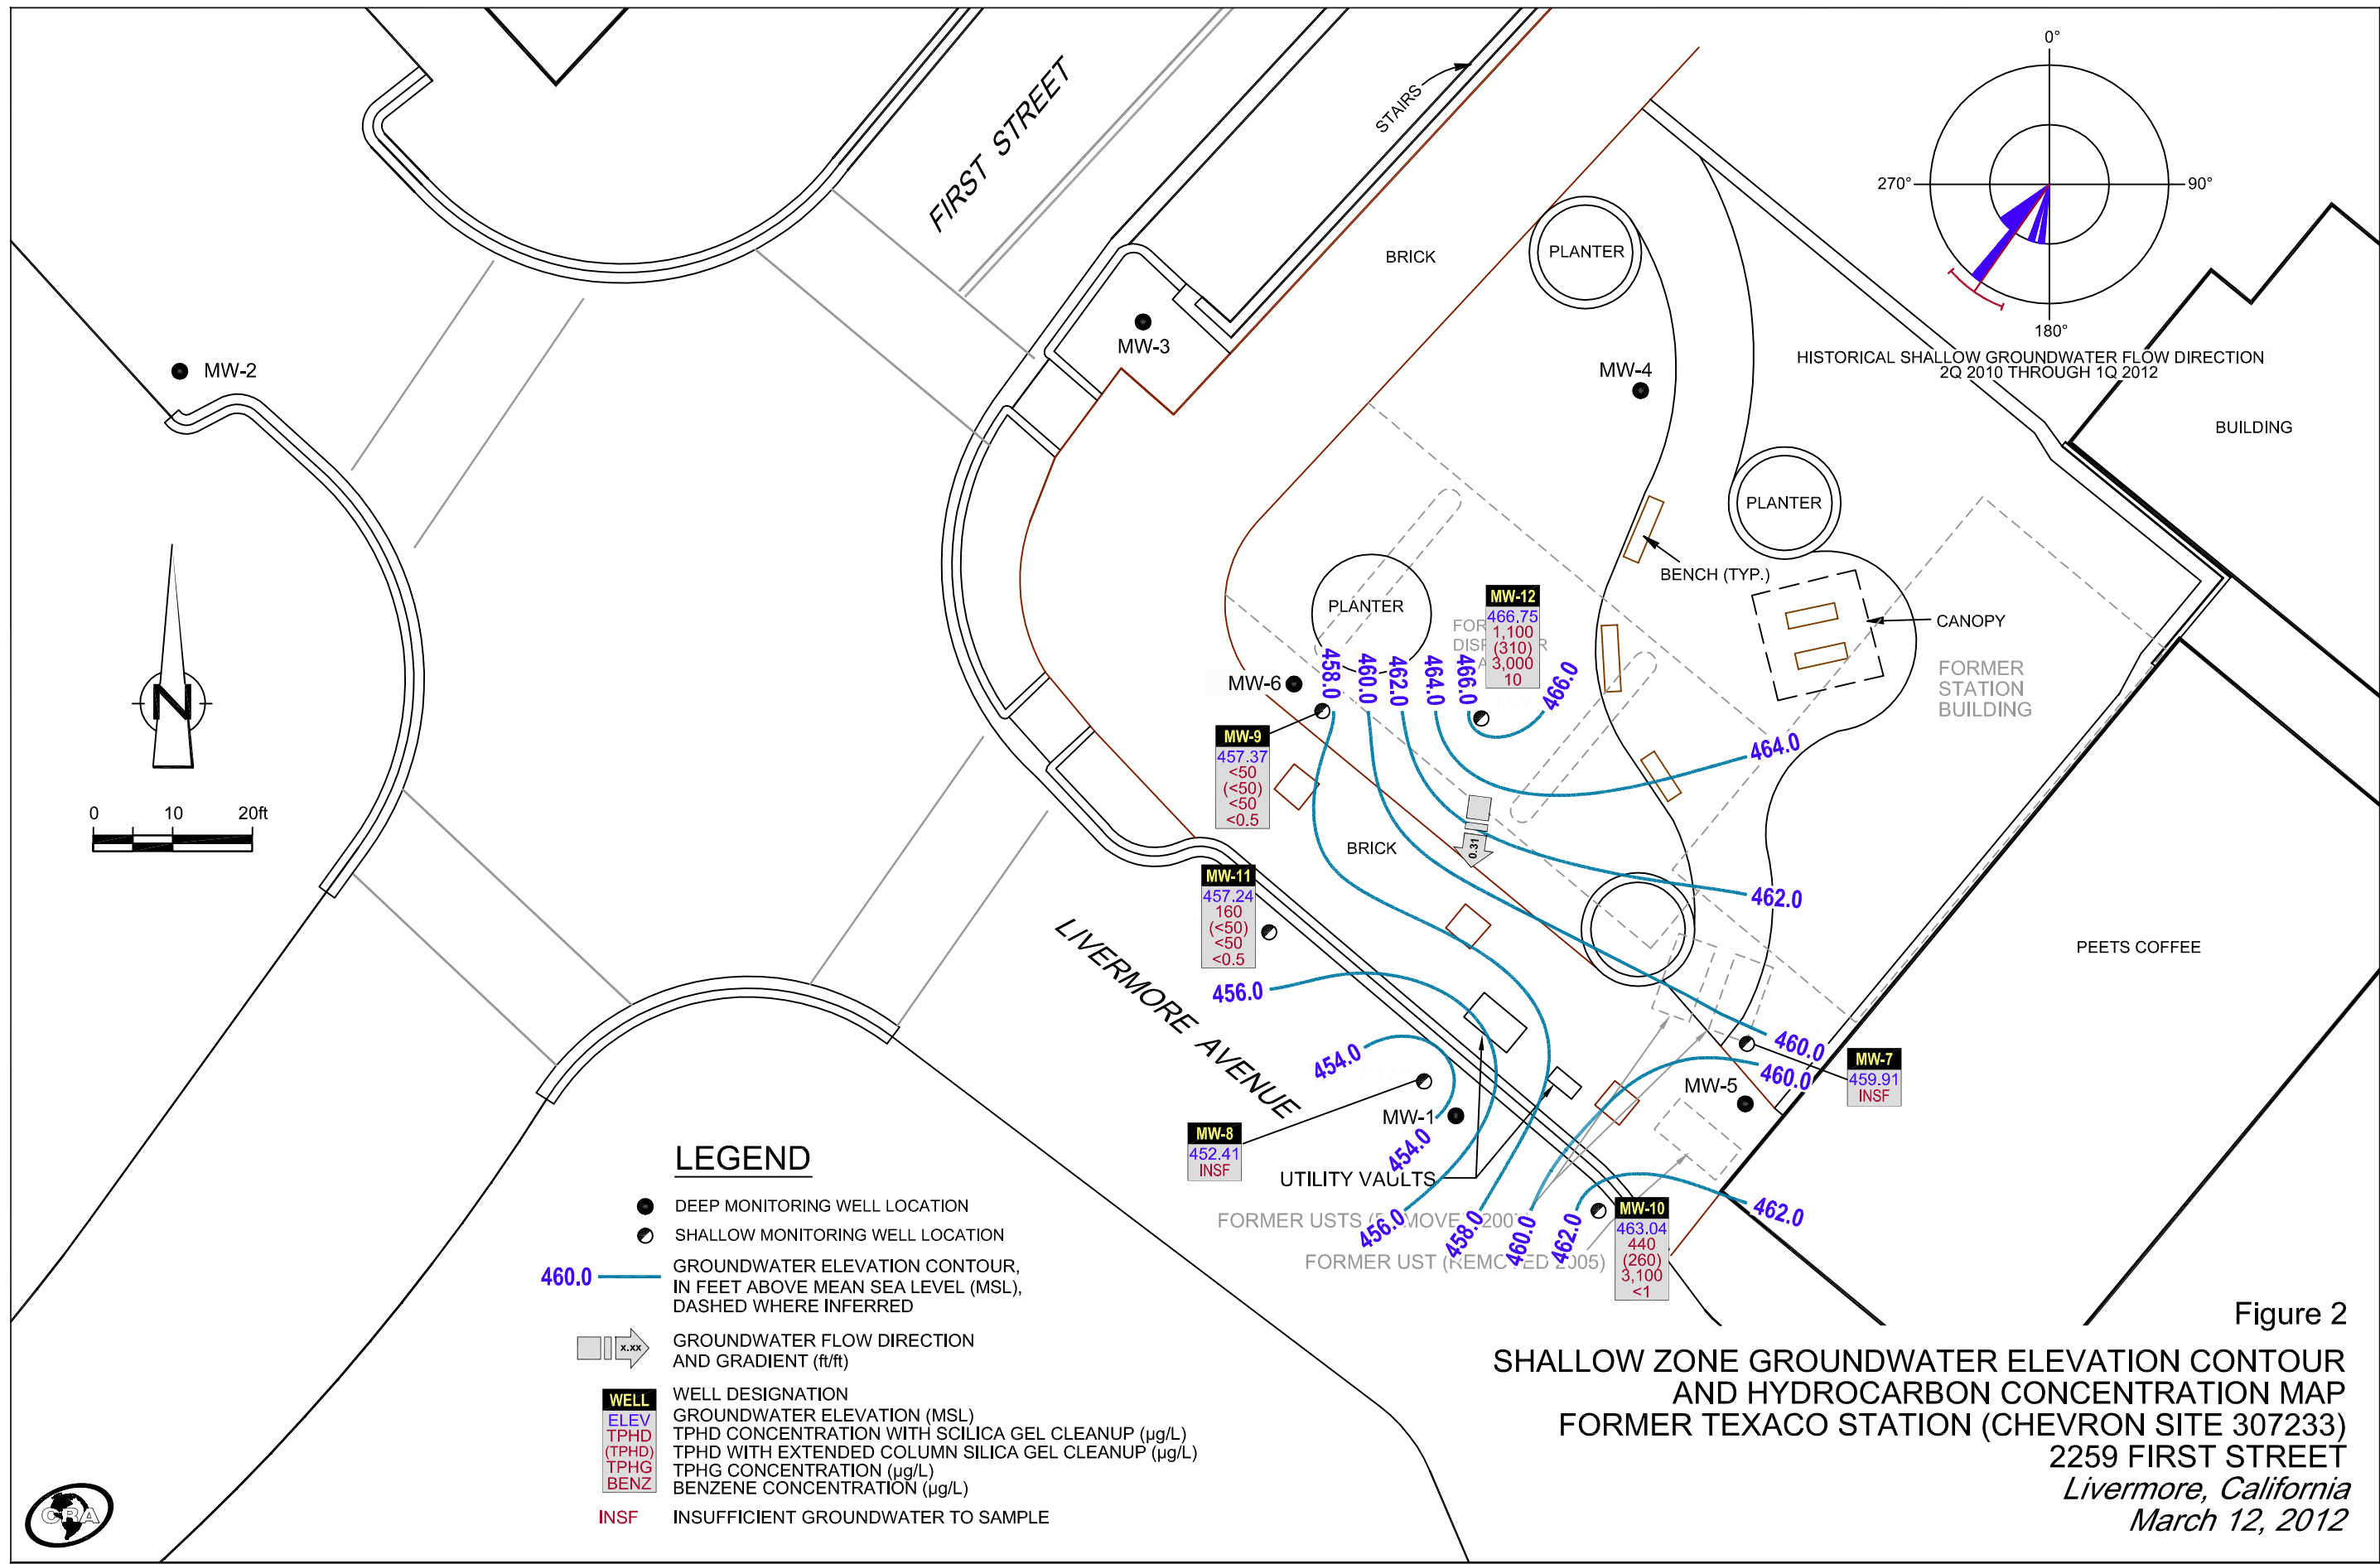 0°
270°
90°
180°
HISTORICAL SHALLOW GROUNDWATER FLOW DIRECTION
2Q 2010 THROUGH 1Q 2012
FIRST STREET
STAIRS
BRICK
PLANTER
MW-3
MW-2
MW-4
BUILDING
PLANTER
BENCH (TYP.)
PLANTER
CANOPY
FORMER
STATION
BUILDING
MW-12
466.75
1,100
(310)
3,000
10
MW-6
458.0
460.0
462.0
464.0
466.0
466.0
464.0
N
0 10 20ft
MW-9
457.37
<50
(<50)
<50
<0.5
BRICK
0.31
462.0
MW-11
457.24
160
(<50)
<50
<0.5
PEETS COFFEE
LIVERMORE AVENUE
456.0
454.0
460.0
460.0
MW-7
459.91
INSF
MW-5
MW-1
454.0
MW-8
452.41
INSF
UTILITY VAULTS
FORMER USTS
456.0
458.0
460.0
462.0
462.0
FORMER UST (REMOVED 2005)
MW-10
463.04
440
(260)
3,100
<1
LEGEND
DEEP MONITORING WELL LOCATION
SHALLOW MONITORING WELL LOCATION
460.0
GROUNDWATER ELEVATION CONTOUR,
IN FEET ABOVE MEAN SEA LEVEL (MSL),
DASHED WHERE INFERRED
x.xx
GROUNDWATER FLOW DIRECTION
AND GRADIENT (ft/ft)
WELL WELL DESIGNATION
ELEV GROUNDWATER ELEVATION (MSL)
TPHD TPHD CONCENTRATION WITH SCILICA GEL CLEANUP (µg/L)
(TPHD) TPHD WITH EXTENDED COLUMN SILICA GEL CLEANUP (µg/L)
TPHG TPHG CONCENTRATION (µg/L)
BENZ BENZENE CONCENTRATION (µg/L)
INSF INSUFFICIENT GROUNDWATER TO SAMPLE
CRA
Figure 2
SHALLOW ZONE GROUNDWATER ELEVATION CONTOUR
AND HYDROCARBON CONCENTRATION MAP
FORMER TEXACO STATION (CHEVRON SITE 307233)
2259 FIRST STREET
Livermore, California
March 12, 2012